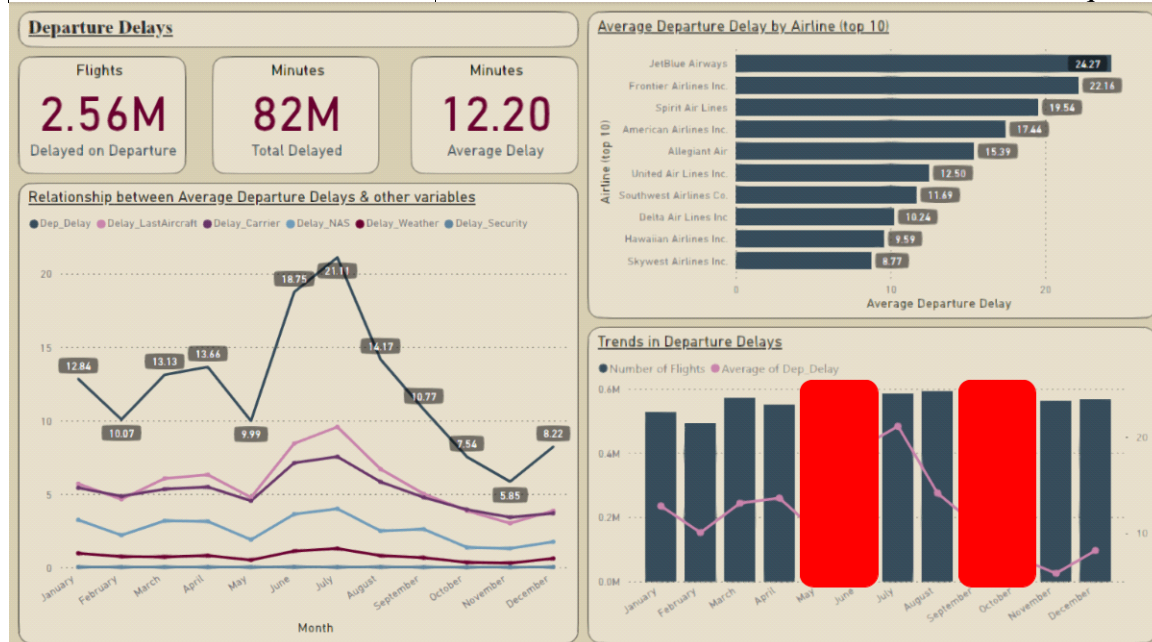 Departure Delays
Flights
2.56M
Delayed on Departure
Minutes
82M
Total Delayed
Minutes
12.20
Average Delay
Relationship between Average Departure Delays & other variables
Dep_Delay Delay_LastAircraft Delay_Carrier Delay_NAS Delay_Weather Delay_Security
20
15
10
5
0
12.84
10.07
13.13
13.66
9.99
18.75
21.11
14.17
10.77
7.54
5.85
8.22
January
February
March
April
May
June
July
August
September
October
November
December
Month
Average Departure Delay by Airline (top 10)
Airline (top 10)
JetBlue Airways 24.27
Frontier Airlines Inc. 22.16
Spirit Air Lines 19.54
American Airlines Inc. 17.44
Allegiant Air 15.39
United Air Lines Inc. 12.50
Southwest Airlines Co. 11.69
Delta Air Lines Inc 10.24
Hawaiian Airlines Inc. 9.59
Skywest Airlines Inc. 8.77
0 10 20
Average Departure Delay
Trends in Departure Delays
Number of Flights Average of Dep_Delay
0.6M
0.4M
0.2M
0.0M
20
10
January
February
March
April
May
June
July
August
September
October
November
December